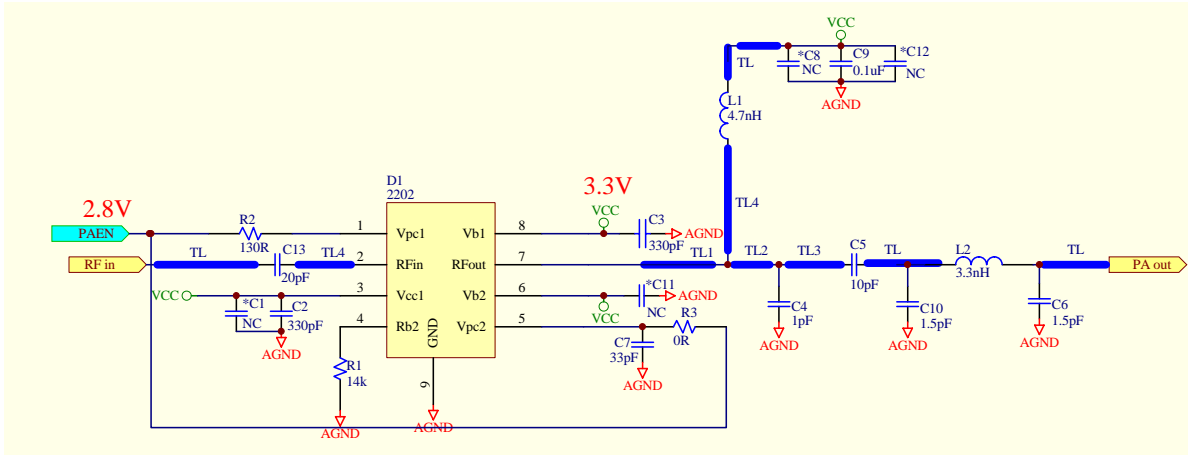 VCC
TL
*C8
NC
C9
0.1uF
*C12
NC
AGND
L1
4.7nH
TL4
D1
2202
2.8V
3.3V
VCC
PAEN
R2
130R
1
Vpc1
Vb1
8
C3
330pF
AGND
RF in
TL
C13
20pF
TL4
2
RFin
RFout
7
TL1
TL2
TL3
C5
10pF
TL
L2
3.3nH
TL
PA out
VCC
*C1
NC
C2
330pF
AGND
3
Vcc1
Vb2
6
VCC
*C11
NC
AGND
C4
1pF
AGND
C10
1.5pF
AGND
C6
1.5pF
AGND
4
Rb2
GND
Vpc2
5
R3
0R
C7
33pF
AGND
R1
14k
AGND
9
AGND